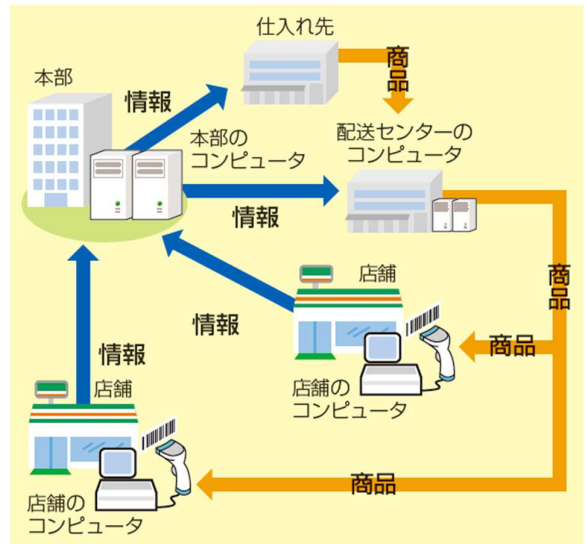 仕入れ先
商品
本部
情報
本部の
コンピュータ
配送センターの
コンピュータ
情報
商品
店舗
情報
商品
店舗の
コンピュータ
情報
店舗
商品
店舗の
コンピュータ